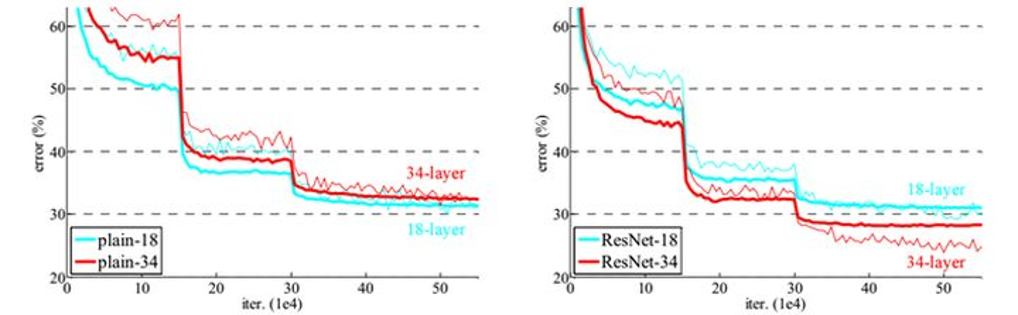 60
50
40
30
20
error (%)
34-layer
18-layer
plain-18
plain-34
0 10 20 30 40 50
iter. (1e4)
60
50
40
30
20
error (%)
18-layer
34-layer
ResNet-18
ResNet-34
0 10 20 30 40 50
iter. (1e4)